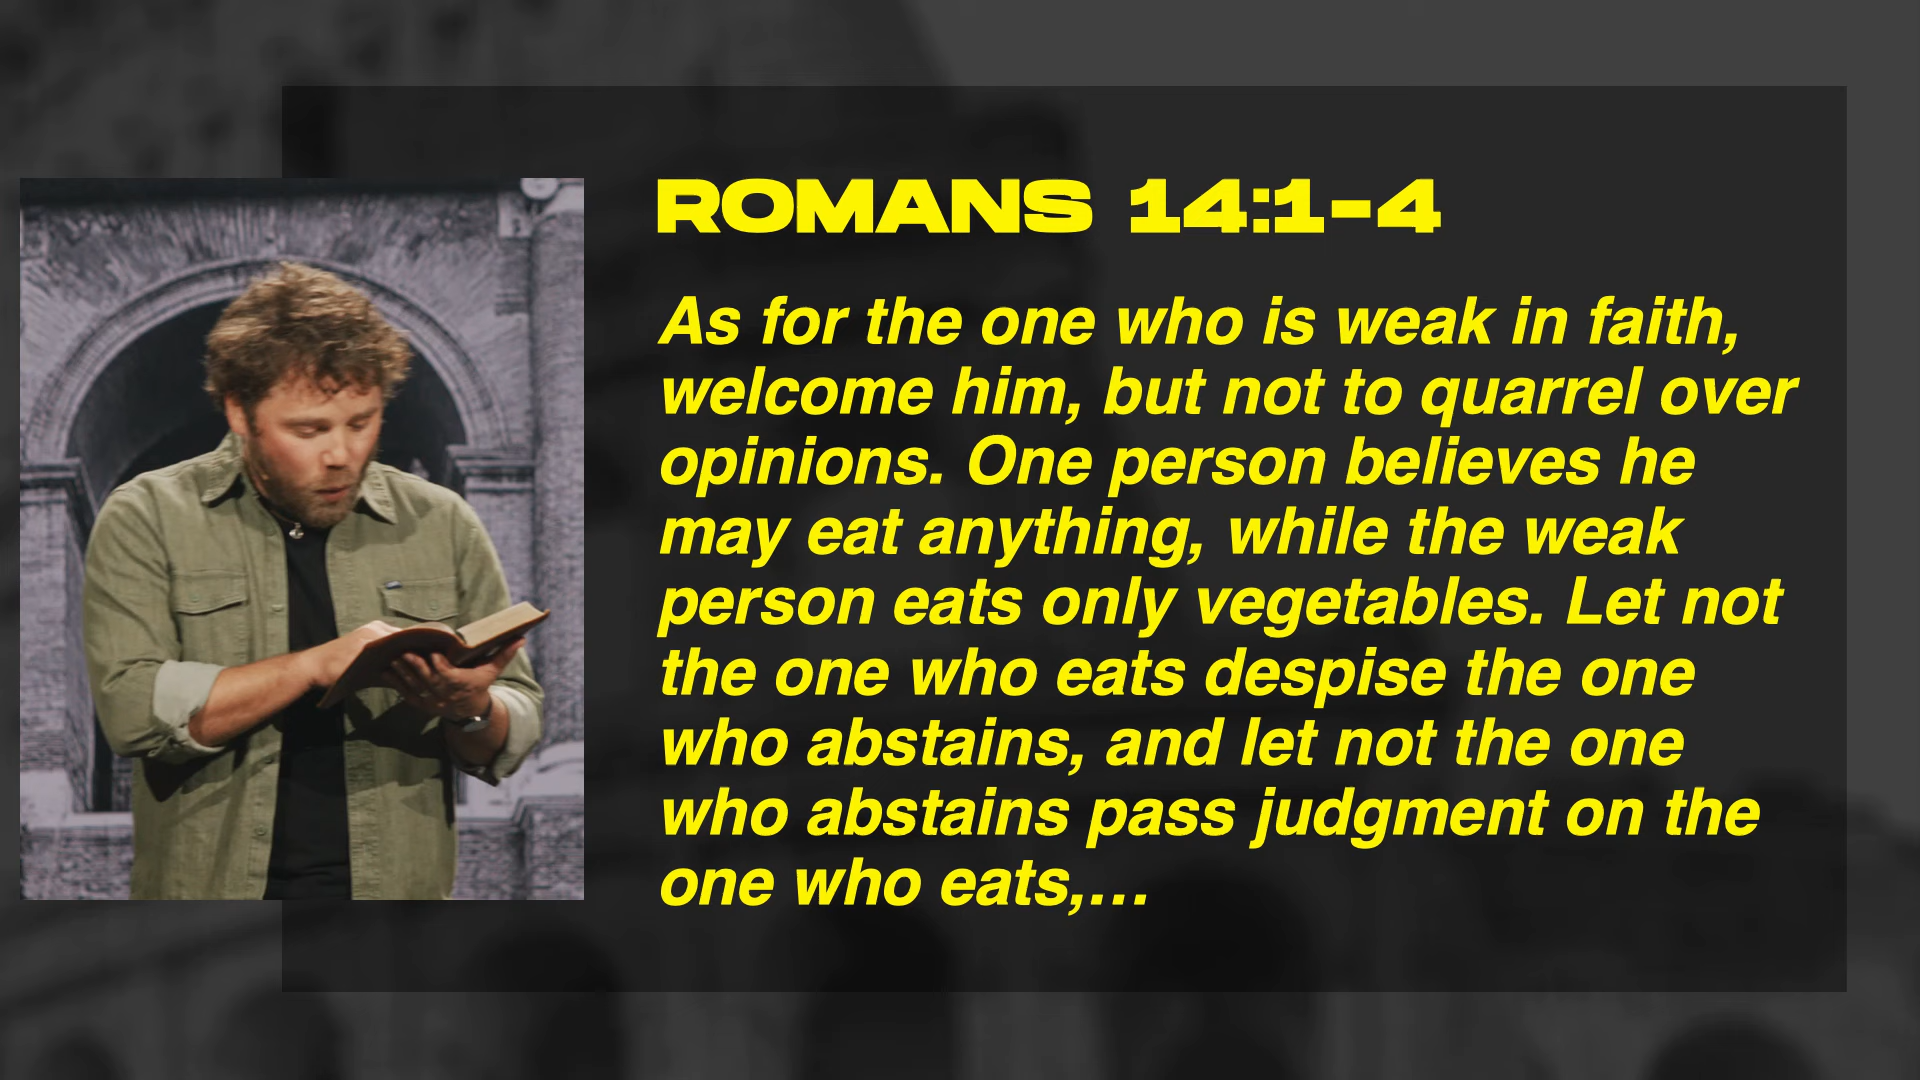 ROMANS 14:1-4
As for the one who is weak in faith,
welcome him, but not to quarrel over
opinions. One person believes he
may eat anything, while the weak
person eats only vegetables. Let not
the one who eats despise the one
who abstains, and let not the one
who abstains pass judgment on the
one who eats,…